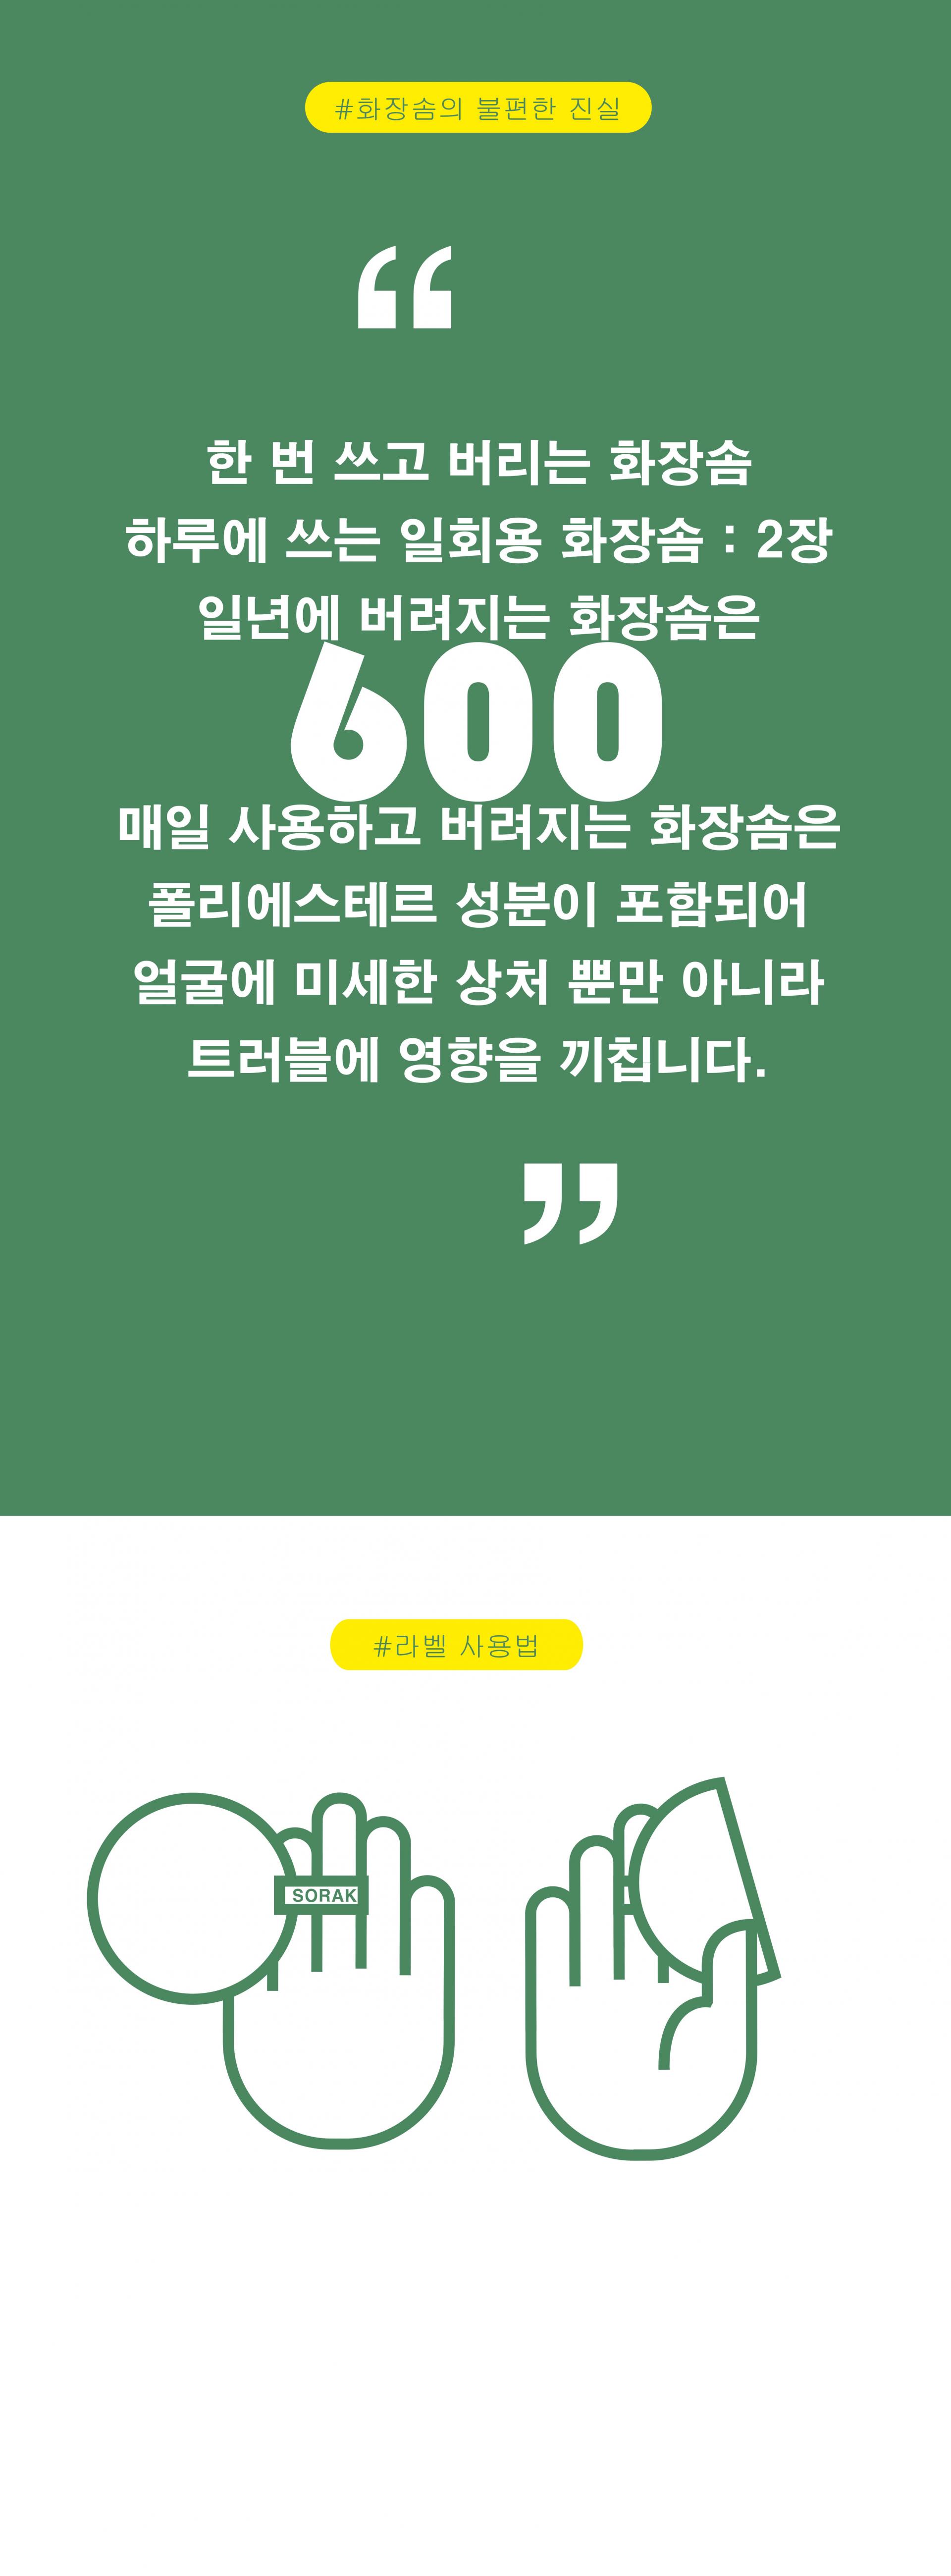 #화장솜의 불편한 진실
“
한 번 쓰고 버리는 화장솜
하루에 쓰는 일회용 화장솜 : 2장
일년에 버려지는 화장솜은
600
매일 사용하고 버려지는 화장솜은
폴리에스테르 성분이 포함되어
얼굴에 미세한 상처 뿐만 아니라
트러블에 영향을 끼칩니다.
”
#라벨 사용법
SORAK